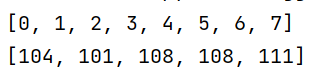 [0, 1, 2, 3, 4, 5, 6, 7]
[104, 101, 108, 108, 111]